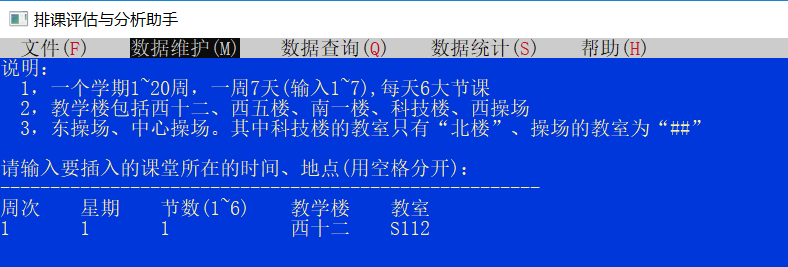 排课评估与分析助手
文件(F) 数据维护(M) 数据查询(Q) 数据统计(S) 帮助(H)
说明：
1，一个学期1~20周，一周7天(输入1~7),每天6大节课
2，教学楼包括西十二、西五楼、南一楼、科技楼、西操场
3，东操场、中心操场。其中科技楼的教室只有“北楼”、操场的教室为“##”
请输入要插入的课堂所在的时间、地点(用空格分开)：
------------------------------------------------------
周次 星期 节数(1~6) 教学楼 教室
1 1 1 西十二 S112